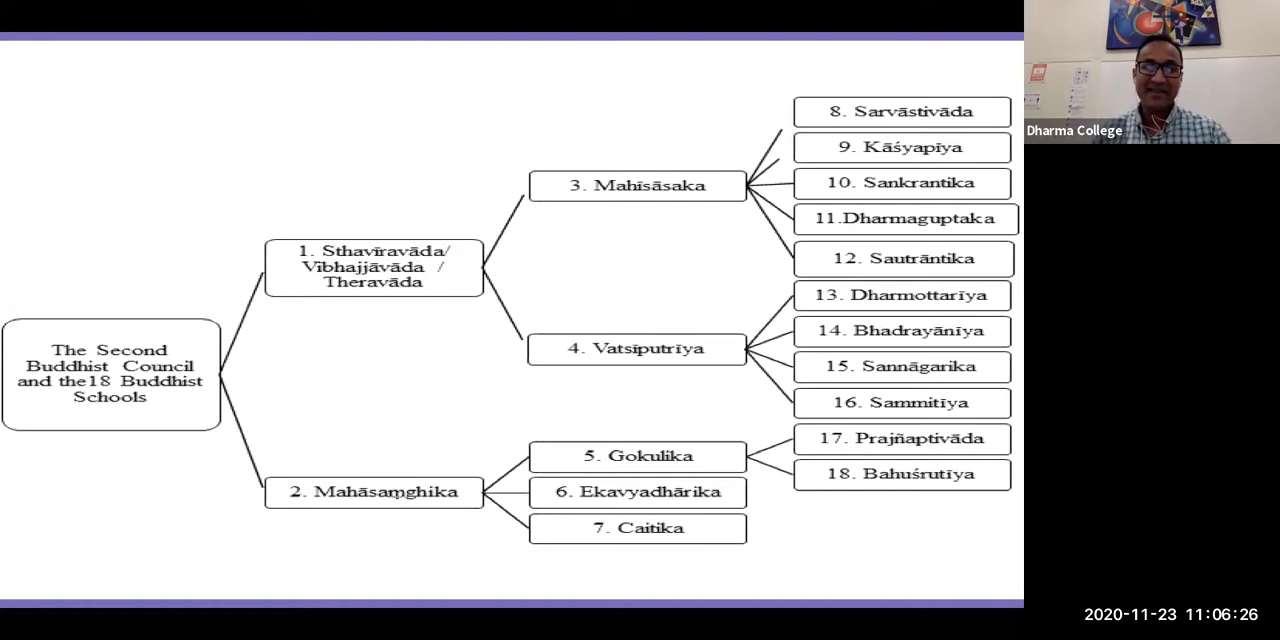 The Second
Buddhist Council
and the18 Buddhist
Schools
1. Sthavīravāda/
Vibhajjāvāda /
Theravāda
2. Mahāsaṃghika
3. Mahīsāsaka
4. Vatsīputrīya
5. Gokulika
6. Ekavyadhārika
7. Caitika
8. Sarvāstivāda
9. Kāśyapīya
10. Sankrantika
11.Dharmaguptaka
12. Sautrāntika
13. Dharmottarīya
14. Bhadrayānīya
15. Sannāgarika
16. Sammitīya
17. Prajñaptivāda
18. Bahuśrutīya
Dharma College
2020-11-23 11:06:26